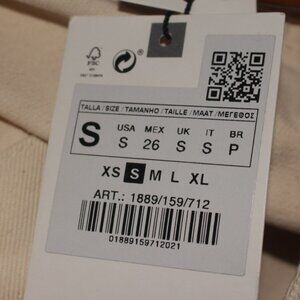 FSC
TALLA / SIZE / TAMANHO / TAILLE / MAAT / ΜΕΓΕΘΟΣ
S
USA MEX UK IT BR
S 26 S S P
XS S M L XL
ART.: 1889/159/712
01889159712021